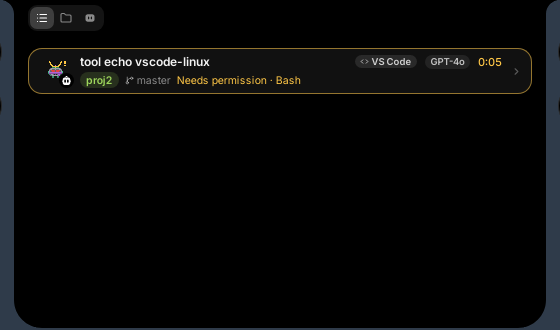 tool echo vscode-linux
VS Code
GPT-4o
0:05
proj2
master
Needs permission · Bash